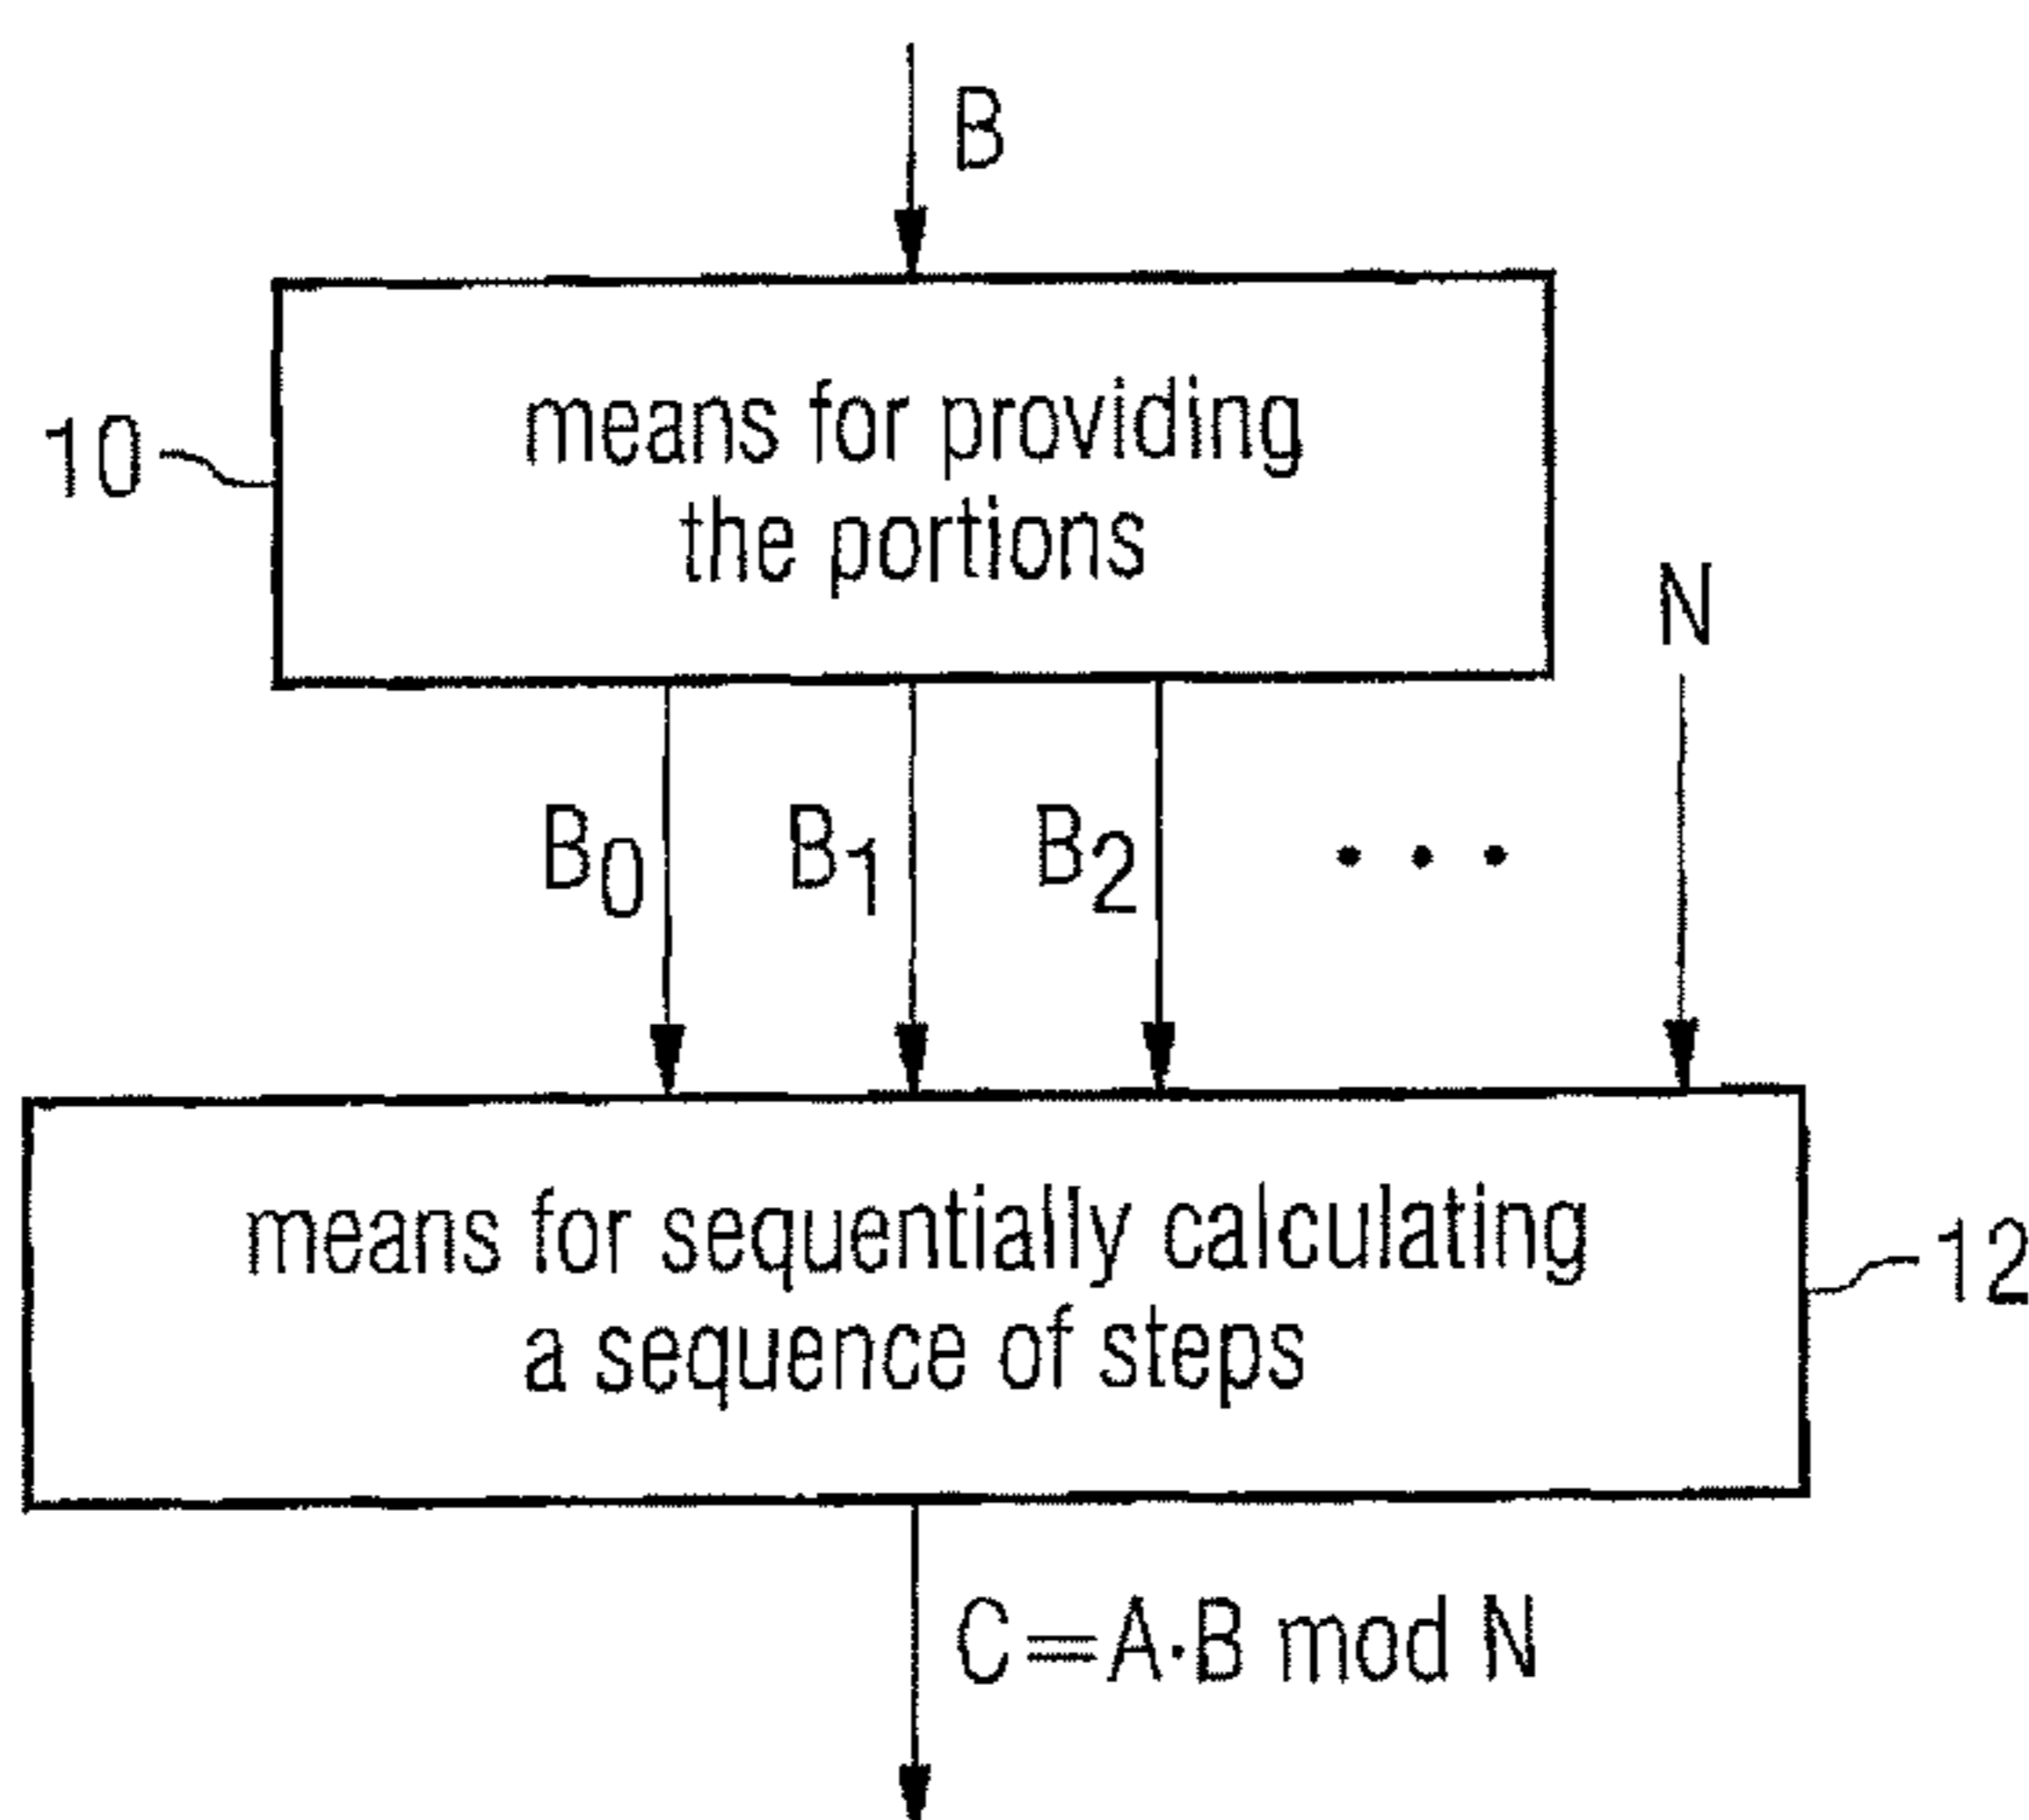 B
means for providing
10
the portions
N
B0 B1 B2 • • •
means for sequentially calculating
12
a sequence of steps
C=A·B mod N